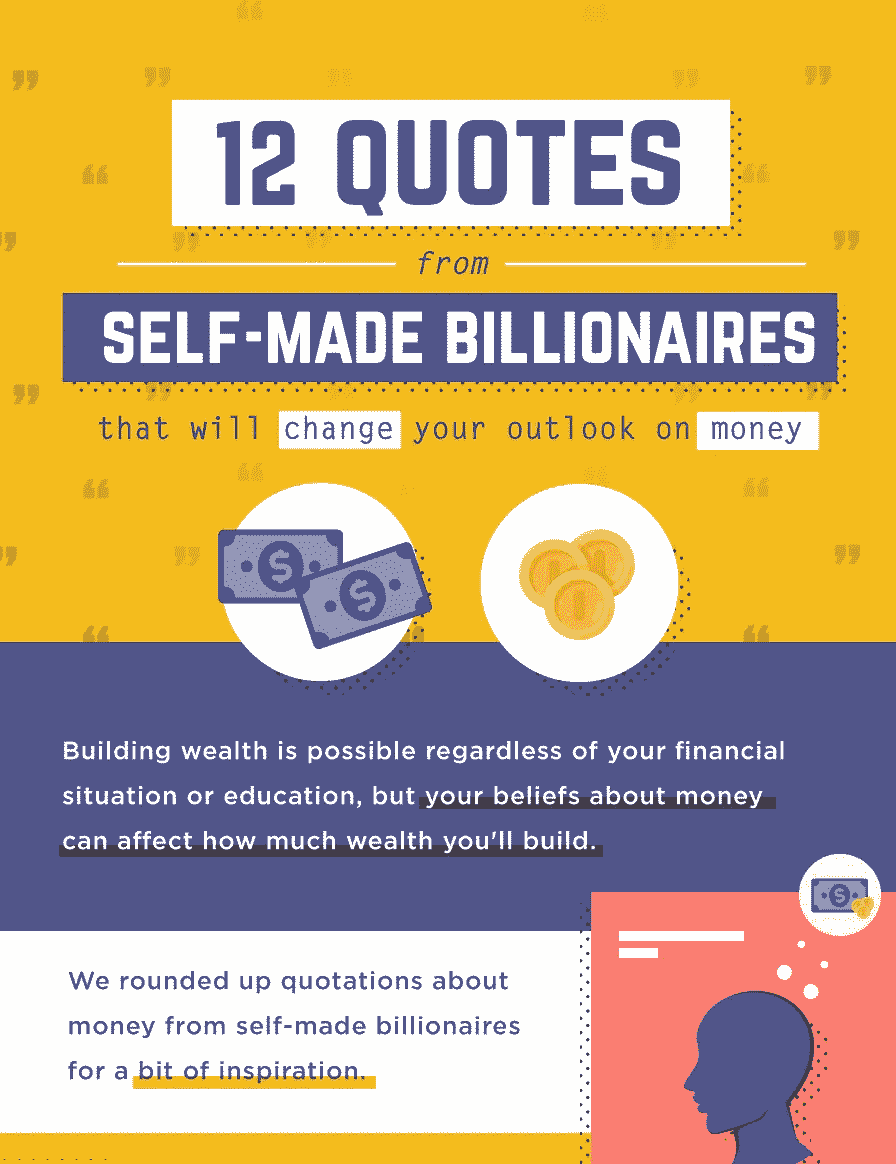 12 QUOTES
from
SELF-MADE BILLIONAIRES
that will change your outlook on money
Building wealth is possible regardless of your financial
situation or education, but your beliefs about money
can affect how much wealth you'll build.
We rounded up quotations about
money from self-made billionaires
for a bit of inspiration.